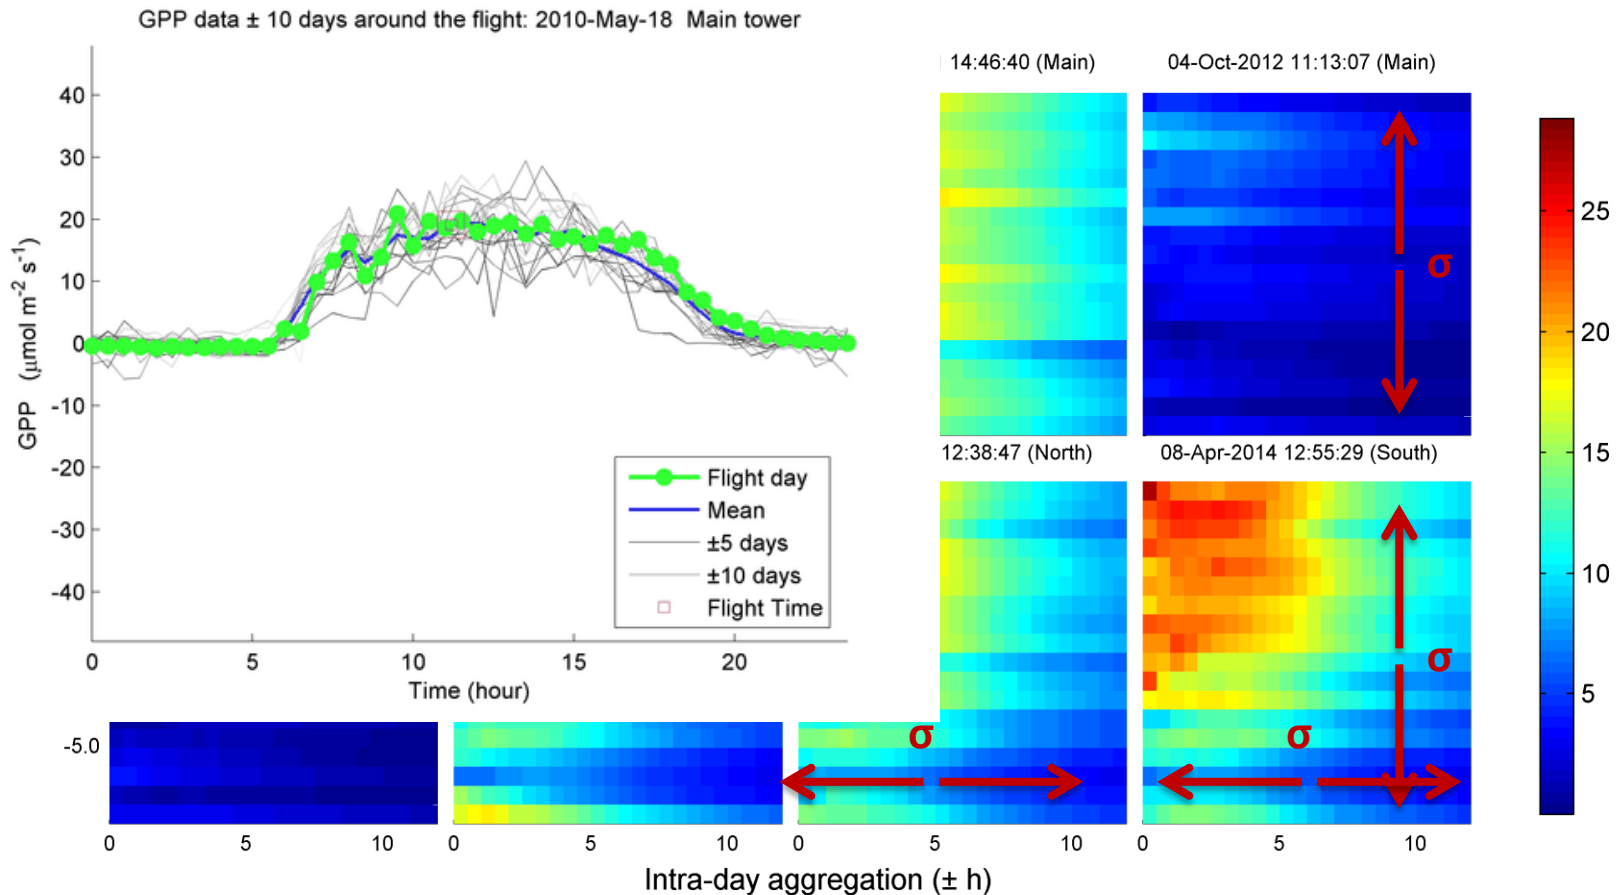 GPP data ± 10 days around the flight: 2010-May-18 Main tower
14:46:40 (Main)
04-Oct-2012 11:13:07 (Main)
40
30
20
10
0
-10
-20
-30
-40
GPP (μmol m-2 s-1)
0
5
10
15
20
Time (hour)
Flight day
Mean
±5 days
±10 days
Flight Time
σ
12:38:47 (North)
08-Apr-2014 12:55:29 (South)
σ
σ
σ
25
20
15
10
5
-5.0
0
5
10
0
5
10
0
5
10
0
5
10
Intra-day aggregation (± h)